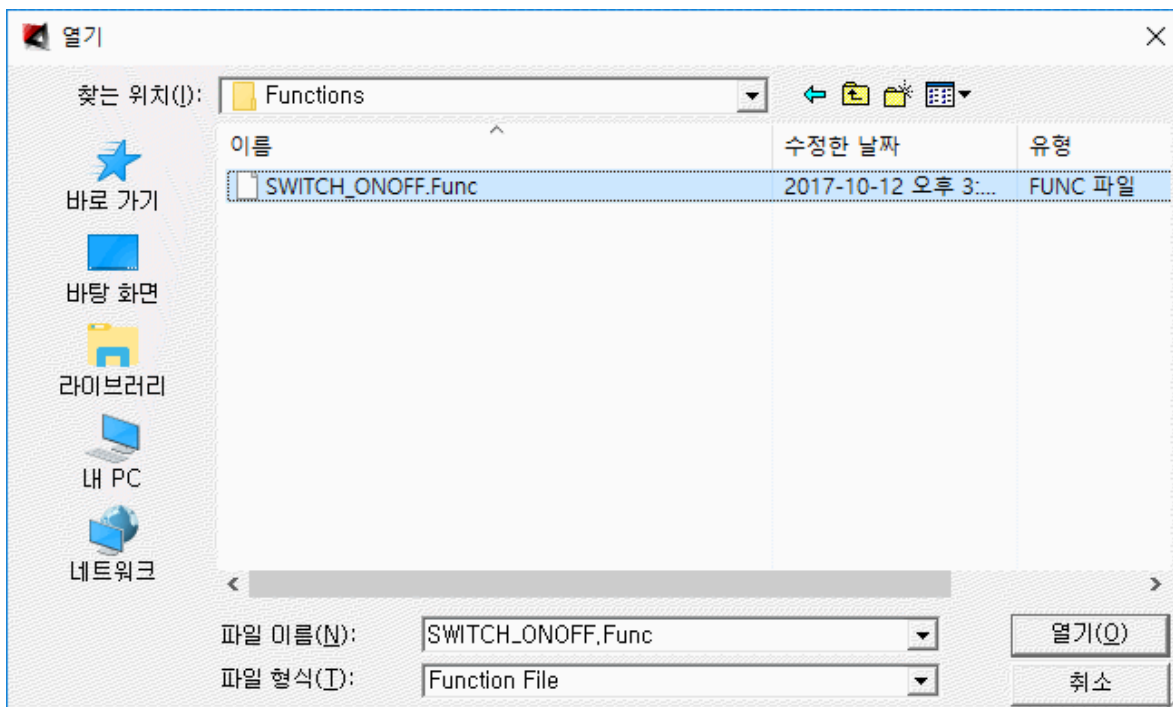 열기
찾는 위치(I): Functions
이름 수정한 날짜 유형
SWITCH_ONOFF.Func 2017-10-12 오후 3:... FUNC 파일
바로 가기
바탕 화면
라이브러리
내 PC
네트워크
파일 이름(N): SWITCH_ONOFF.Func 열기(O)
파일 형식(T): Function File 취소